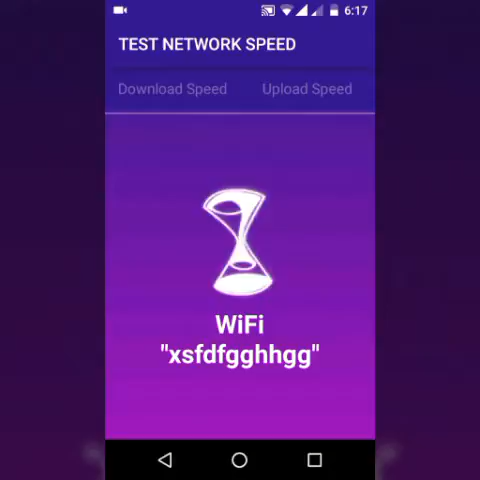 6:17
TEST NETWORK SPEED
Download Speed Upload Speed
WiFi
"xsfdfgghhgg"